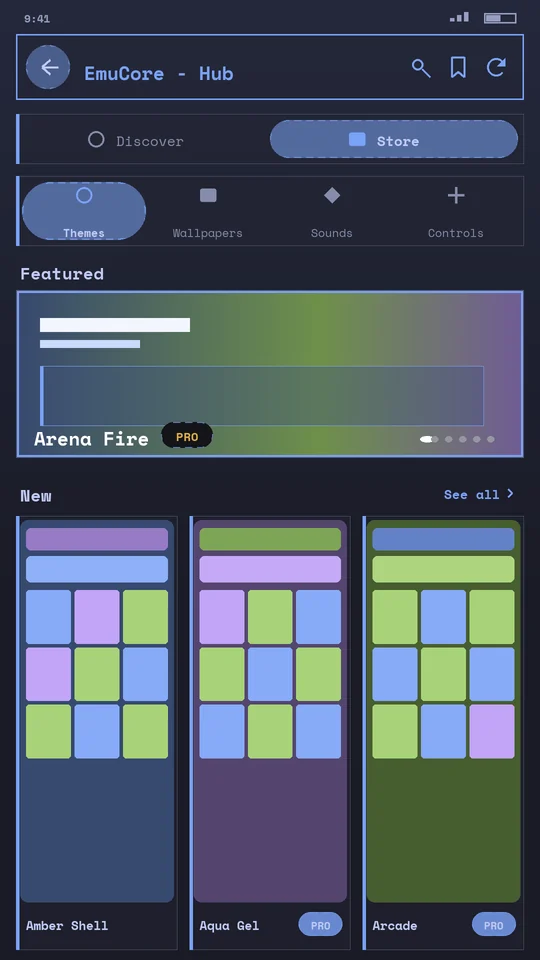 9:41
EmuCore - Hub
Discover
Store
Themes
Wallpapers
Sounds
Controls
Featured
Arena Fire
PRO
New
See all
Amber Shell
Aqua Gel
PRO
Arcade
PRO